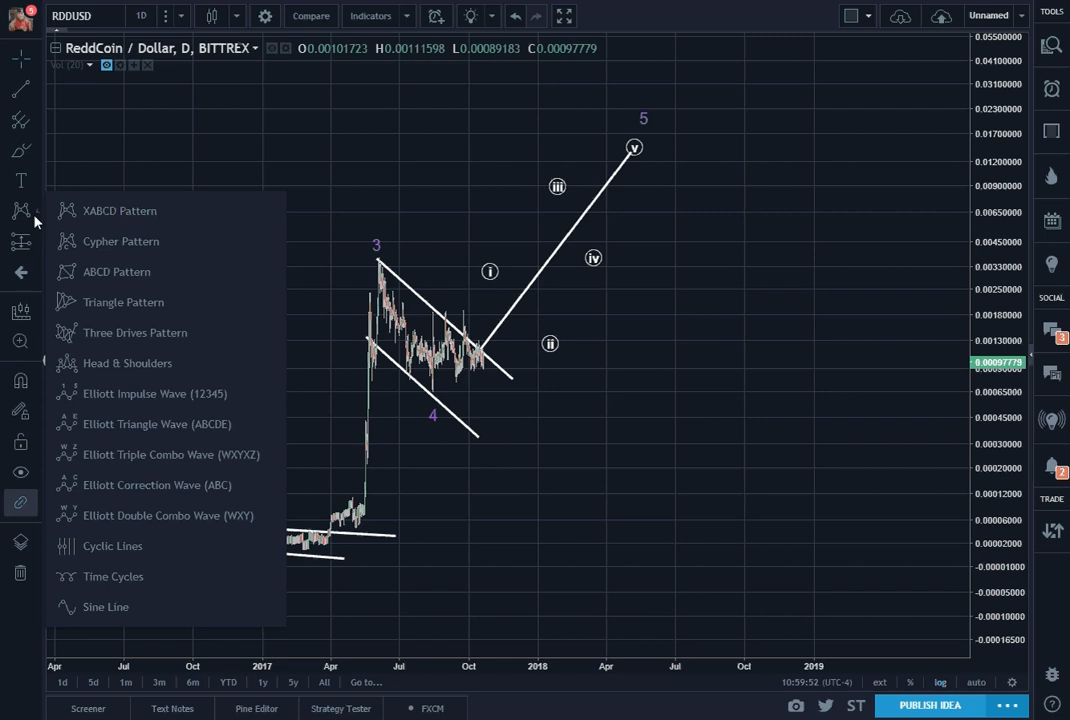 5
RDDUSD
1D
Compare
Indicators
Unnamed
TOOLS
ReddCoin / Dollar, D, BITTREX
O0.00101723 H0.00111598 L0.00089183 C0.00097779
Vol (20)
XABCD Pattern
Cypher Pattern
ABCD Pattern
Triangle Pattern
Three Drives Pattern
Head & Shoulders
Elliott Impulse Wave (12345)
Elliott Triangle Wave (ABCDE)
Elliott Triple Combo Wave (WXYXZ)
Elliott Correction Wave (ABC)
Elliott Double Combo Wave (WXY)
Cyclic Lines
Time Cycles
Sine Line
5
v
iii
3
iv
i
ii
4
0.05500000
0.04100000
0.03100000
0.02300000
0.01700000
0.01200000
0.00900000
0.00650000
0.00450000
0.00330000
0.00250000
0.00180000
0.00130000
0.00097779
0.00065000
0.00045000
0.00030000
0.00020000
0.00012000
0.00006000
0.00002000
-0.00001000
-0.00005000
-0.00010000
-0.00016500
SOCIAL
3
2
TRADE
Apr Jul Oct 2017 Apr Jul Oct 2018 Apr Jul Oct 2019
1d 5d 1m 3m 6m YTD 1y 5y All Go to...
10:59:52 (UTC-4) ext % log auto
Screener Text Notes Pine Editor Strategy Tester FXCM
ST
PUBLISH IDEA